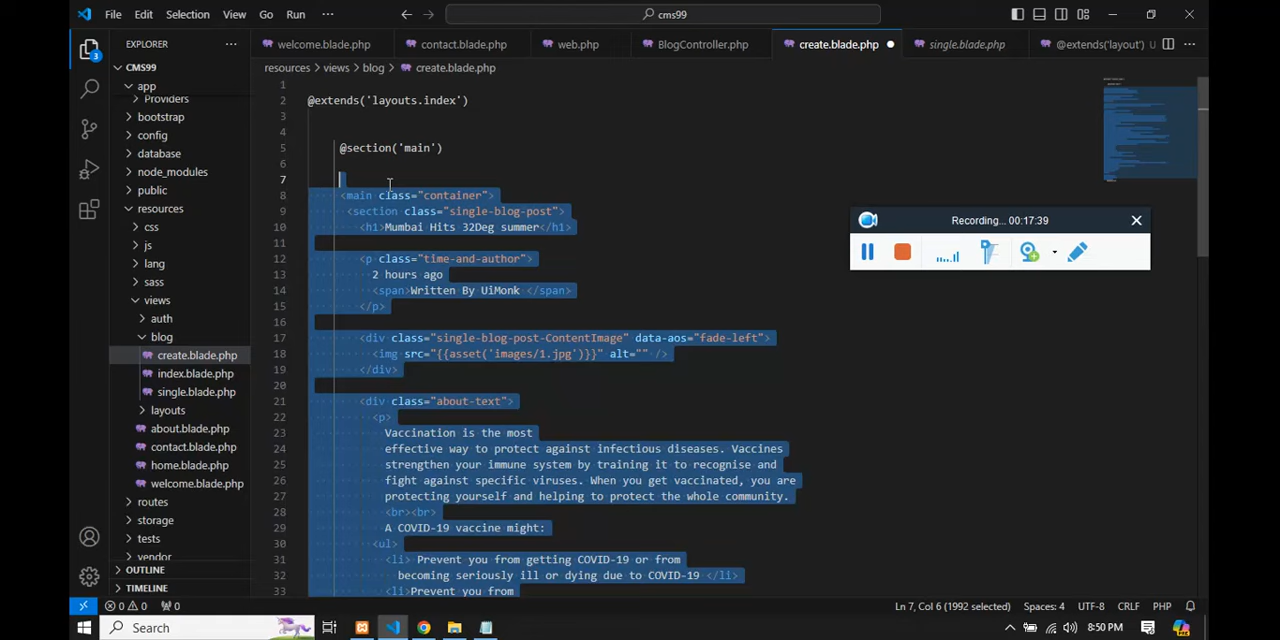 File Edit Selection View Go Run ··· cms99
EXPLORER ··· welcome.blade.php contact.blade.php web.php BlogController.php create.blade.php single.blade.php @extends('layout') U ···
CMS99 resources > views > blog > create.blade.php
app
Providers
bootstrap
config
database
node_modules
public
resources
css
js
lang
sass
views
auth
blog
create.blade.php
index.blade.php
single.blade.php
layouts
about.blade.php
contact.blade.php
home.blade.php
welcome.blade.php
routes
storage
tests
vendor
OUTLINE
TIMELINE
3
1
2 @extends('layouts.index')
3
4
5 @section('main')
6
7
8 <main class="container">
9 <section class="single-blog-post">
10 <h1>Mumbai Hits 32Deg summer</h1>
11
12 <p class="time-and-author">
13 2 hours ago
14 <span>Written By UiMonk </span>
15 </p>
16
17 <div class="single-blog-post-ContentImage" data-aos="fade-left">
18 <img src="{{asset('images/1.jpg')}}" alt="" />
19 </div>
20
21 <div class="about-text">
22 <p>
23 Vaccination is the most
24 effective way to protect against infectious diseases. Vaccines
25 strengthen your immune system by training it to recognise and
26 fight against specific viruses. When you get vaccinated, you are
27 protecting yourself and helping to protect the whole community.
28 <br><br>
29 A COVID-19 vaccine might:
30 <ul>
31 <li> Prevent you from getting COVID-19 or from
32 becoming seriously ill or dying due to COVID-19 </li>
33 <li>Prevent you from
Recording... 00:17:39
0 0 0 Ln 7, Col 6 (1992 selected) Spaces: 4 UTF-8 CRLF PHP
Search 8:50 PM